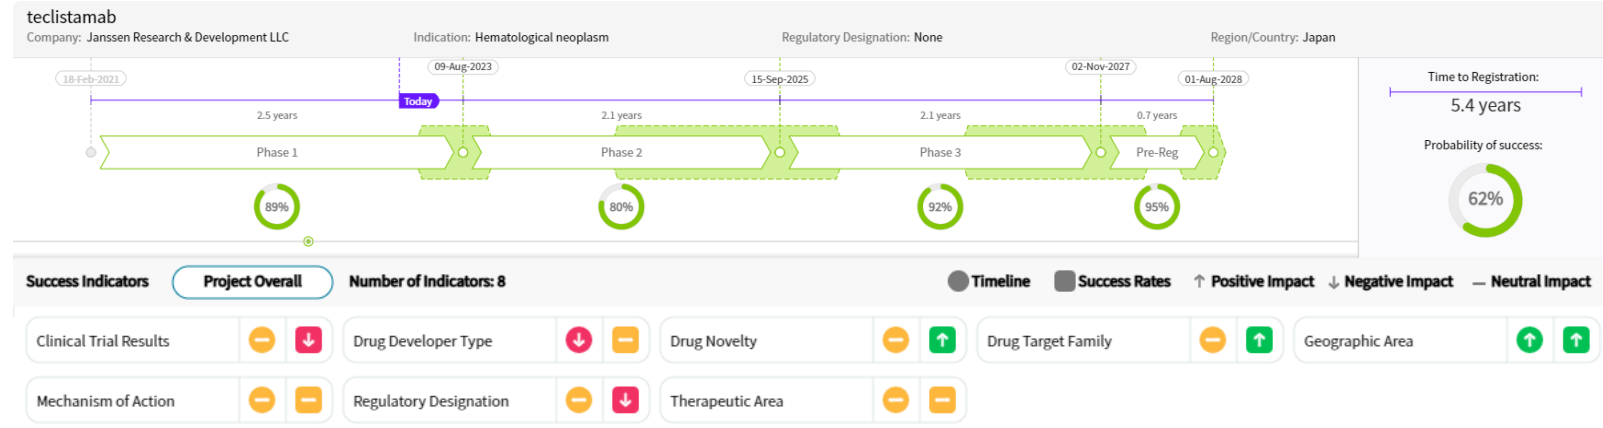 teclistamab
Company: Janssen Research & Development LLC Indication: Hematological neoplasm Regulatory Designation: None Region/Country: Japan
18-Feb-2021 09-Aug-2023 15-Sep-2025 02-Nov-2027 01-Aug-2028
Today
2.5 years 2.1 years 2.1 years 0.7 years
Phase 1 Phase 2 Phase 3 Pre-Reg
89% 80% 92% 95%
Time to Registration:
5.4 years
Probability of success:
62%
Success Indicators Project Overall Number of Indicators: 8 Timeline Success Rates Positive Impact Negative Impact Neutral Impact
Clinical Trial Results Drug Developer Type Drug Novelty Drug Target Family Geographic Area
Mechanism of Action Regulatory Designation Therapeutic Area